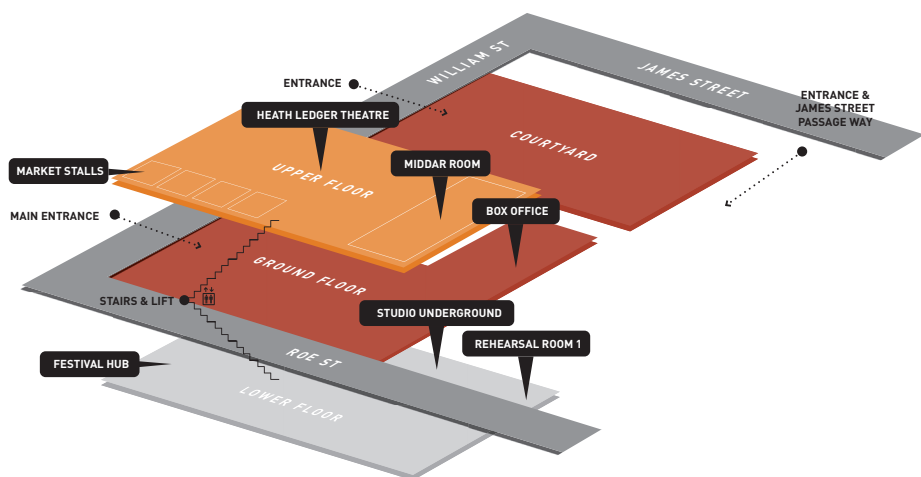 WILLIAM ST
JAMES STREET
ENTRANCE
ENTRANCE &
JAMES STREET
PASSAGE WAY
HEATH LEDGER THEATRE
COURTYARD
MARKET STALLS
UPPER FLOOR
MIDDAR ROOM
MAIN ENTRANCE
BOX OFFICE
GROUND FLOOR
STAIRS & LIFT
STUDIO UNDERGROUND
REHEARSAL ROOM 1
FESTIVAL HUB
ROE ST
LOWER FLOOR